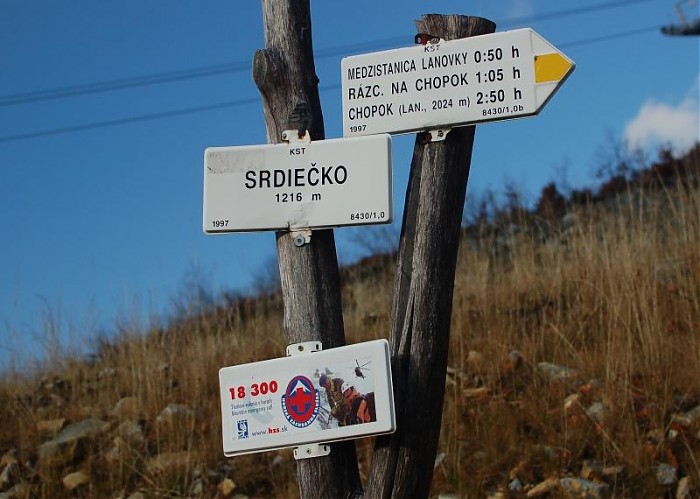 KST
MEDZISTANICA LANOVKY 0:50 h
RÁZC. NA CHOPOK 1:05 h
CHOPOK (LAN., 2024 m) 2:50 h
1997 8430/1,0b
KST
SRDIEČKO
1216 m
1997 8430/1,0
18 300
www.hzs.sk